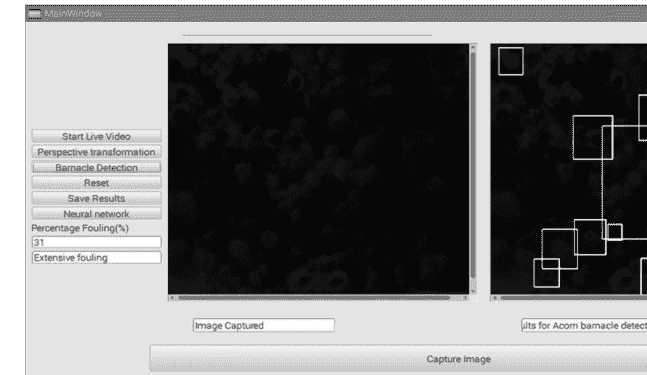 MainWindow
Start Live Video
Perspective transformation
Barnacle Detection
Reset
Save Results
Neural network
Percentage Fouling(%)
31
Extensive fouling
Image Captured
ults for Acorn barnacle detect
Capture Image